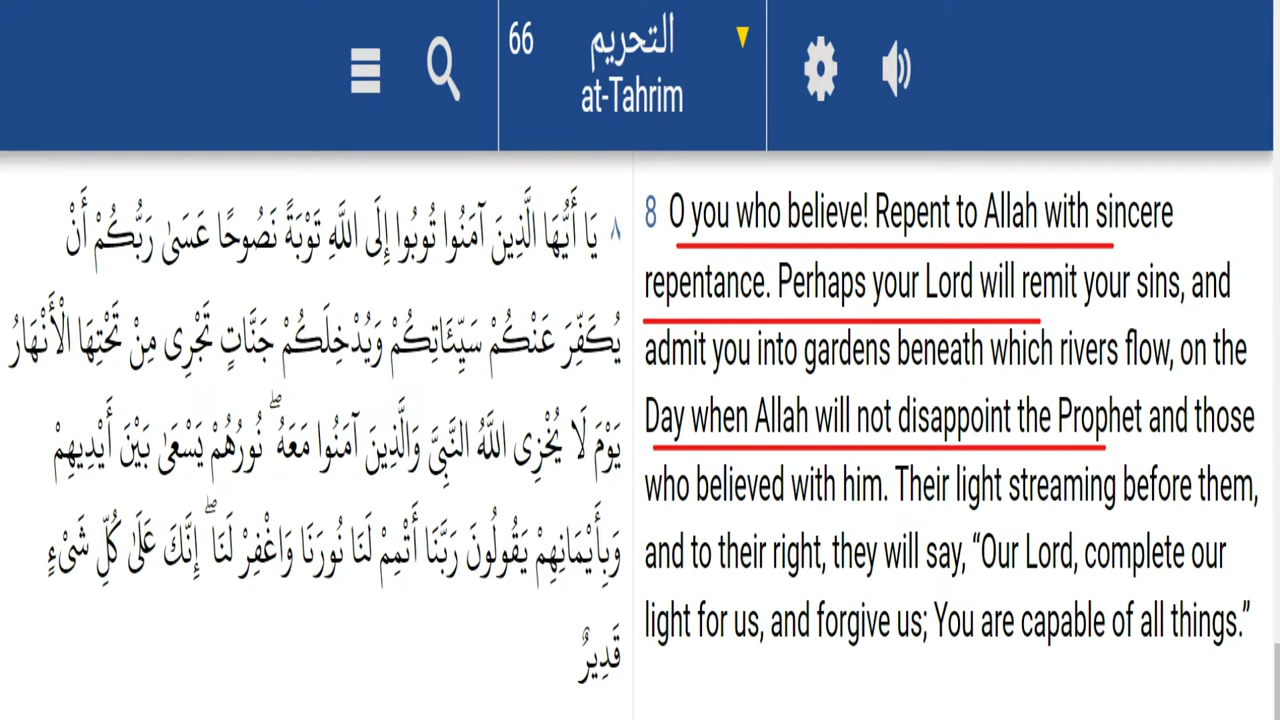 66
التحريم
at-Tahrim
٨ يَا أَيُّهَا الَّذِينَ آمَنُوا تُوبُوا إِلَى اللَّهِ تَوْبَةً نَصُوحًا عَسَىٰ رَبُّكُمْ أَنْ
يُكَفِّرَ عَنْكُمْ سَيِّئَاتِكُمْ وَيُدْخِلَكُمْ جَنَّاتٍ تَجْرِى مِنْ تَحْتِهَا الْأَنْهَارُ
يَوْمَ لَا يُخْزِى اللَّهُ النَّبِىَّ وَالَّذِينَ آمَنُوا مَعَهُ ۖ نُورُهُمْ يَسْعَىٰ بَيْنَ أَيْدِيهِمْ
وَبِأَيْمَانِهِمْ يَقُولُونَ رَبَّنَا أَتْمِمْ لَنَا نُورَنَا وَاغْفِرْ لَنَا ۖ إِنَّكَ عَلَىٰ كُلِّ شَىْءٍ
قَدِيرٌ
8 O you who believe! Repent to Allah with sincere
repentance. Perhaps your Lord will remit your sins, and
admit you into gardens beneath which rivers flow, on the
Day when Allah will not disappoint the Prophet and those
who believed with him. Their light streaming before them,
and to their right, they will say, “Our Lord, complete our
light for us, and forgive us; You are capable of all things.”